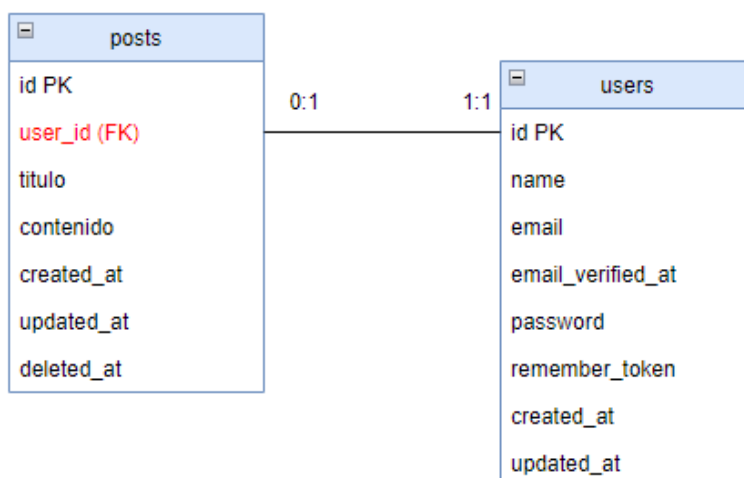 posts
id PK
user_id (FK)
titulo
contenido
created_at
updated_at
deleted_at
0:1
1:1
users
id PK
name
email
email_verified_at
password
remember_token
created_at
updated_at